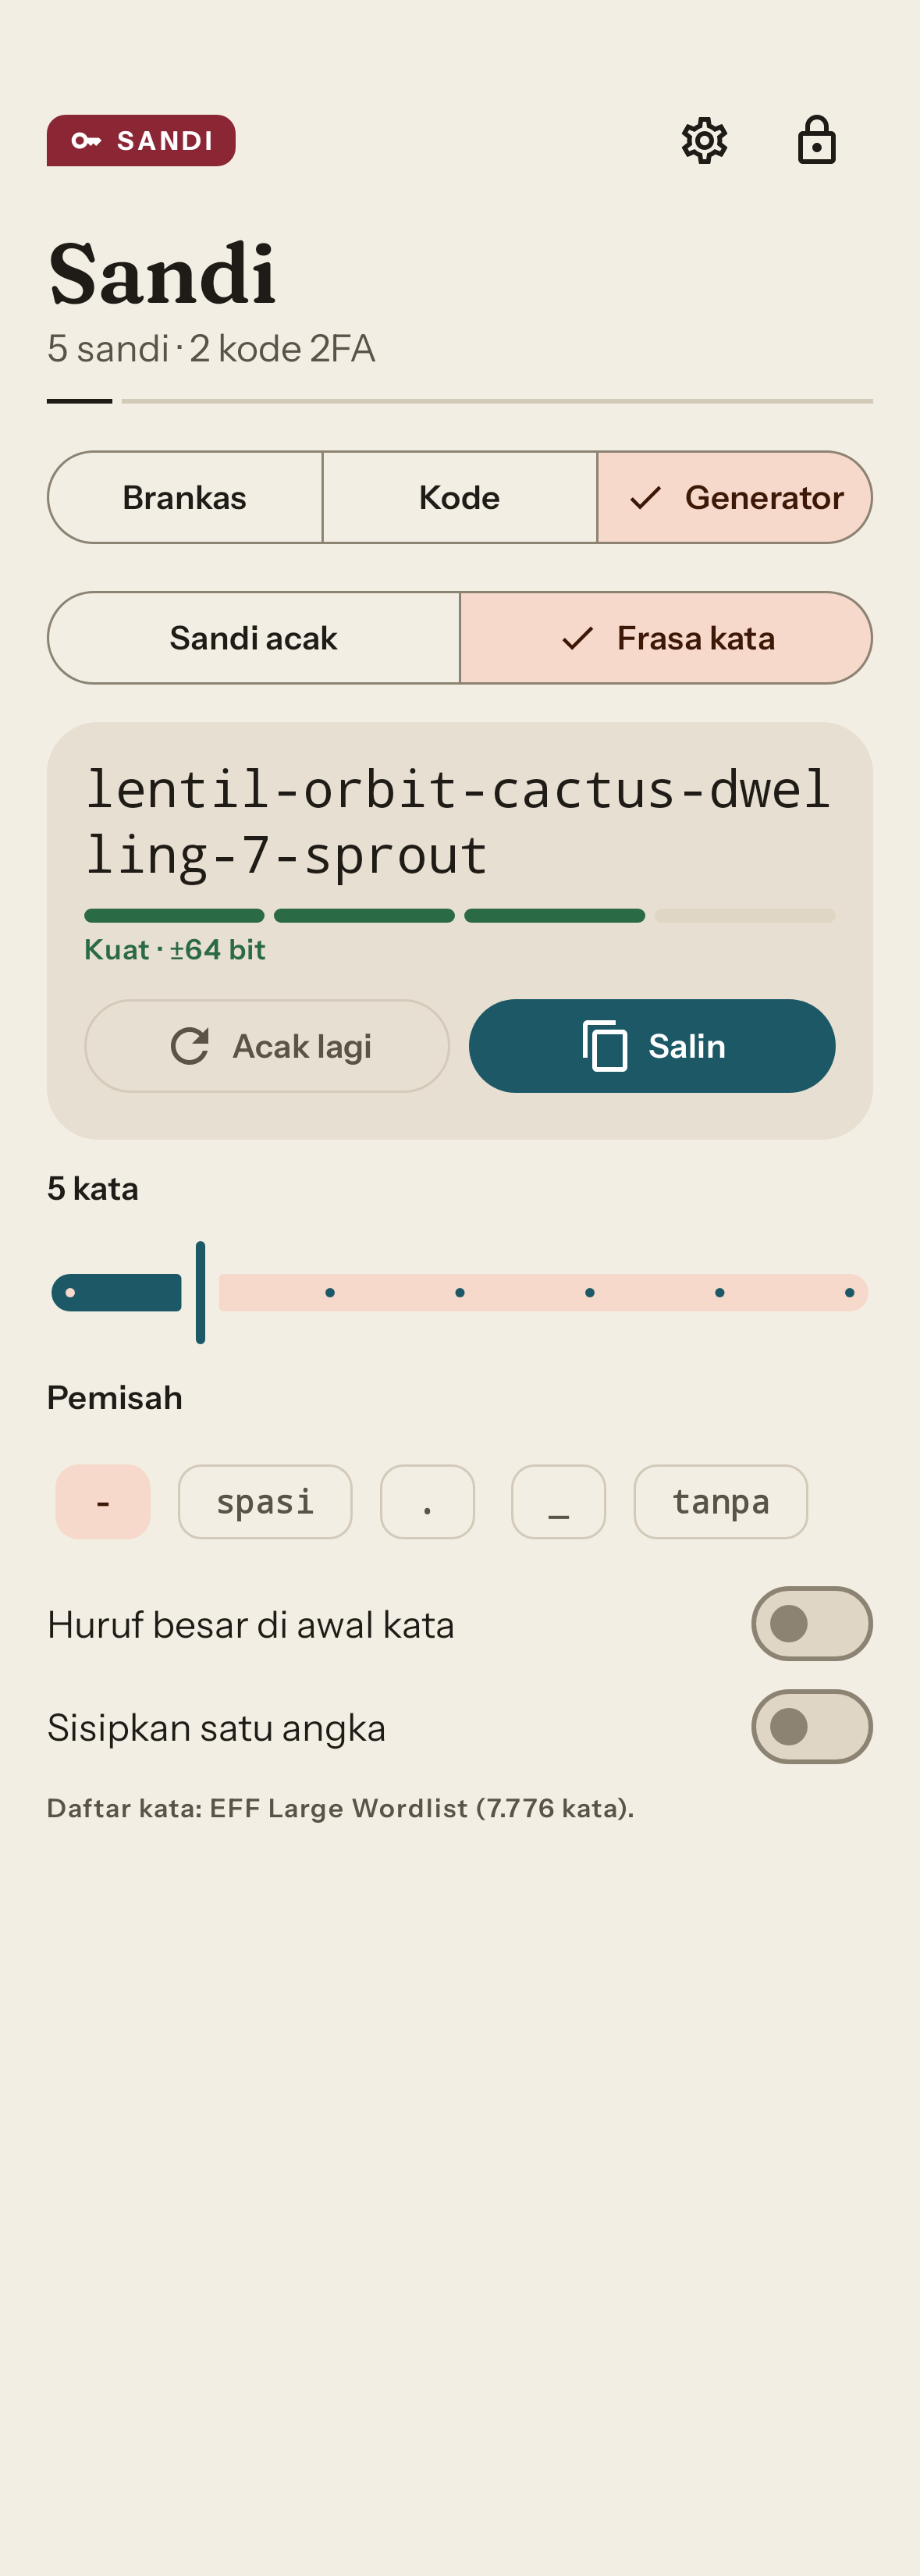 SANDI
Sandi
5 sandi · 2 kode 2FA
Brankas
Kode
Generator
Sandi acak
Frasa kata
lentil-orbit-cactus-dwel
ling-7-sprout
Kuat · ±64 bit
Acak lagi
Salin
5 kata
Pemisah
-
spasi
.
_
tanpa
Huruf besar di awal kata
Sisipkan satu angka
Daftar kata: EFF Large Wordlist (7.776 kata).